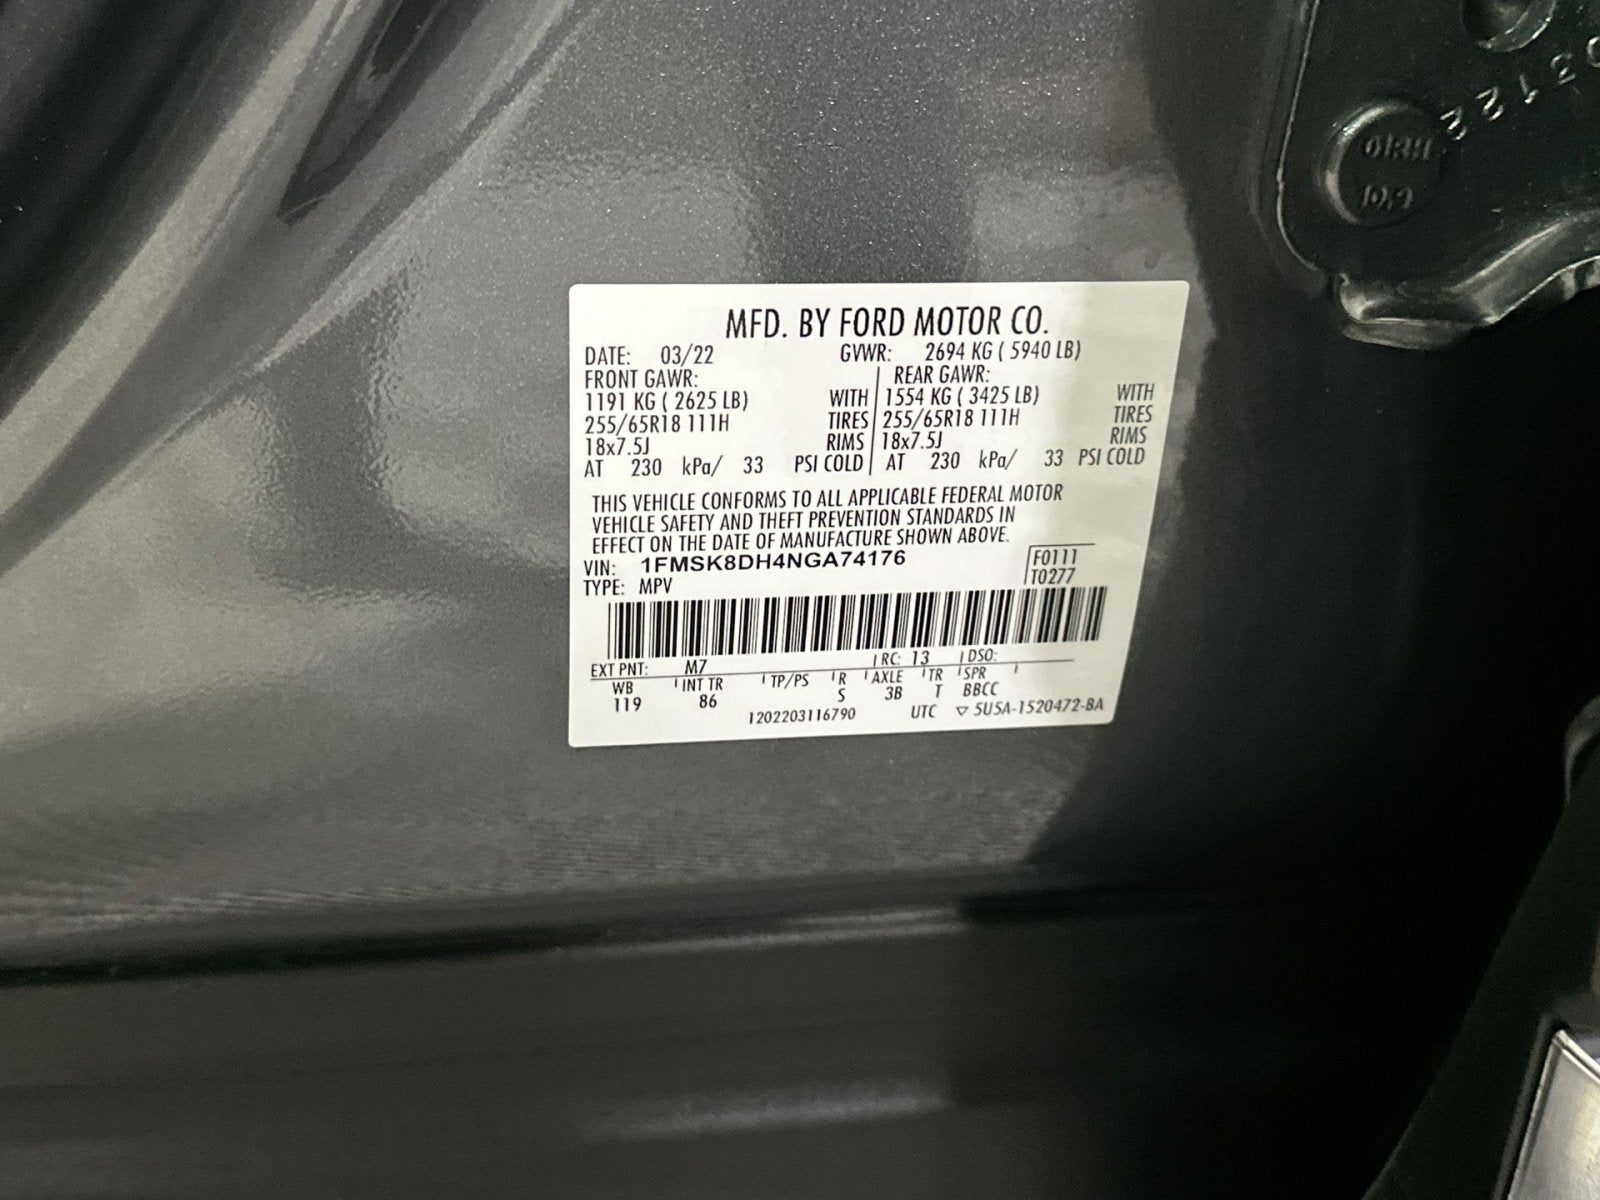 MFD. BY FORD MOTOR CO.
DATE: 03/22 GVWR: 2694 KG ( 5940 LB)
FRONT GAWR: REAR GAWR:
1191 KG ( 2625 LB) WITH 1554 KG ( 3425 LB) WITH
255/65R18 111H TIRES 255/65R18 111H TIRES
18x7.5J RIMS 18x7.5J RIMS
AT 230 kPa/ 33 PSI COLD AT 230 kPa/ 33 PSI COLD
THIS VEHICLE CONFORMS TO ALL APPLICABLE FEDERAL MOTOR
VEHICLE SAFETY AND THEFT PREVENTION STANDARDS IN
EFFECT ON THE DATE OF MANUFACTURE SHOWN ABOVE.
VIN: 1FMSK8DH4NGA74176 F0111
TYPE: MPV T0277
EXT PNT: M7 RC: 13 DSO:
WB INT TR TP/PS R AXLE TR SPR
119 86 S 3B T BBCC
1202203116790 UTC ▽ 5U5A-1520472-BA